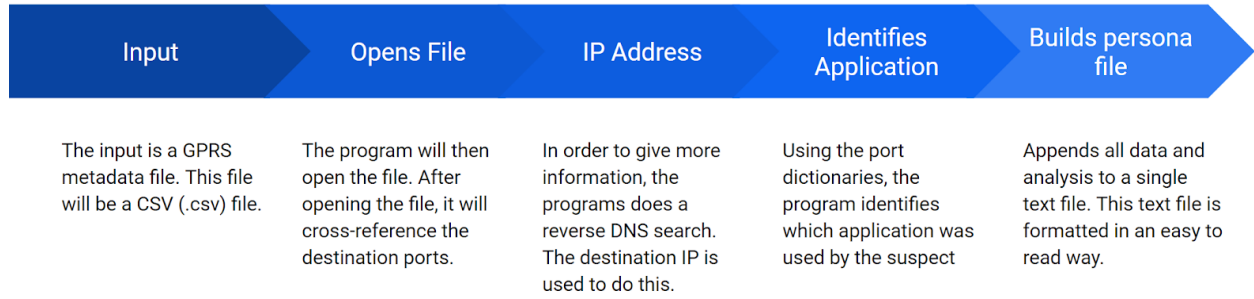 Input
Opens File
IP Address
Identifies
Application
Builds persona
file
The input is a GPRS
metadata file. This file
will be a CSV (.csv) file.
The program will then
open the file. After
opening the file, it will
cross-reference the
destination ports.
In order to give more
information, the
programs does a
reverse DNS search.
The destination IP is
used to do this.
Using the port
dictionaries, the
program identifies
which application was
used by the suspect
Appends all data and
analysis to a single
text file. This text file is
formatted in an easy to
read way.